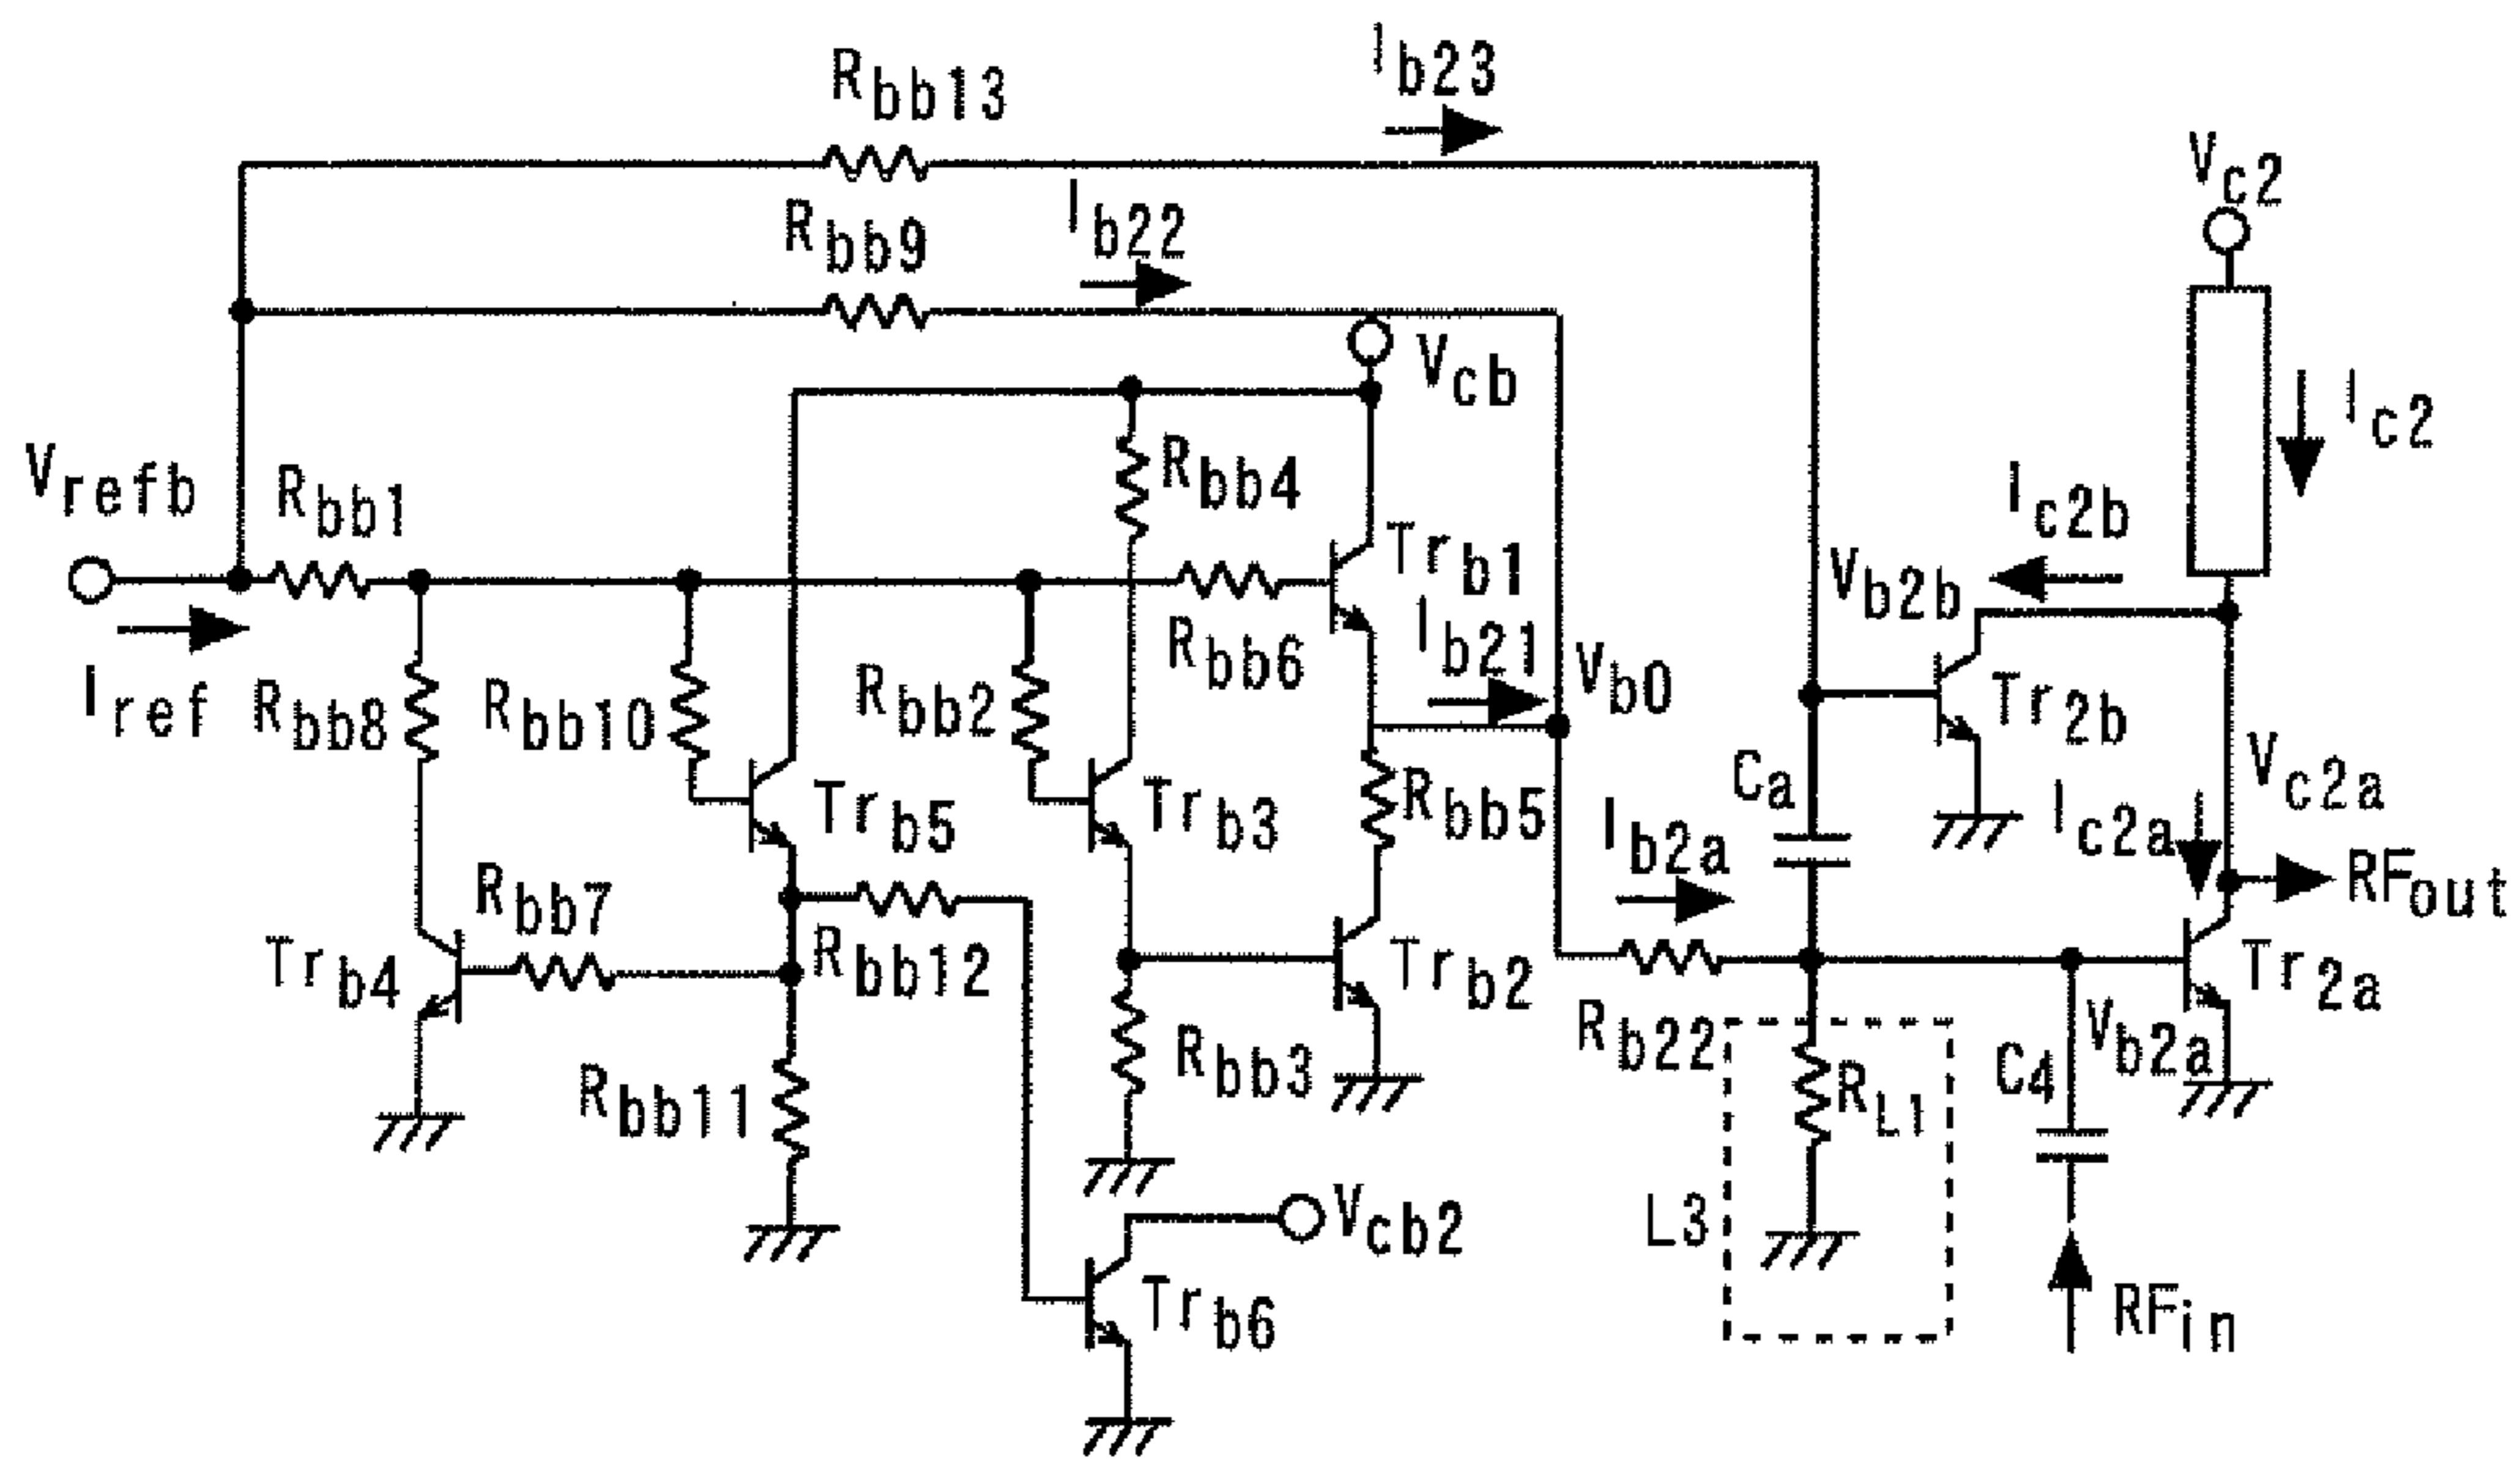 Rbb13
Ib23
Rbb9
Ib22
Vc2
Vcb
Vrefb
Rbb1
Rbb4
Ic2
Ic2b
Trb1
Vb2b
Iref
Rbb8
Rbb10
Rbb2
Rbb6
Ib21
Vb0
Tr2b
Trb5
Trb3
Rbb5
Ca
Vc2a
Ic2a
Ib2a
RFout
Rbb7
Trb4
Rbb12
Trb2
Tr2a
Rb22
Vb2a
Rbb11
Rbb3
RL1
C4
L3
Vcb2
Trb6
RFin